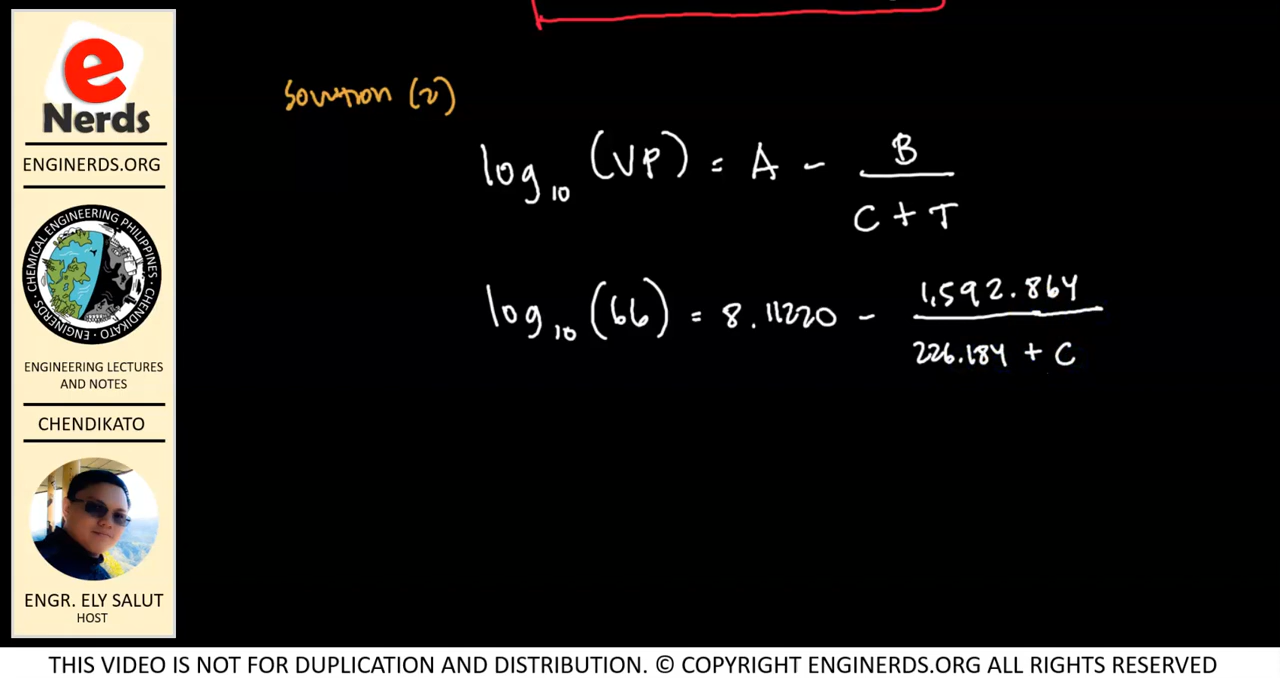 e
Nerds
ENGINERDS.ORG
CHEMICAL ENGINEERING PHILIPPINES • CHENDIKATO • ENGINERDS •
ENGINEERING LECTURES
AND NOTES
CHENDIKATO
ENGR. ELY SALUT
HOST
Solution (2)
log₁₀ (VP) = A - B / (C + T)
log₁₀ (66) = 8.11220 - 1,592.864 / (226.184 + C
THIS VIDEO IS NOT FOR DUPLICATION AND DISTRIBUTION. © COPYRIGHT ENGINERDS.ORG ALL RIGHTS RESERVED